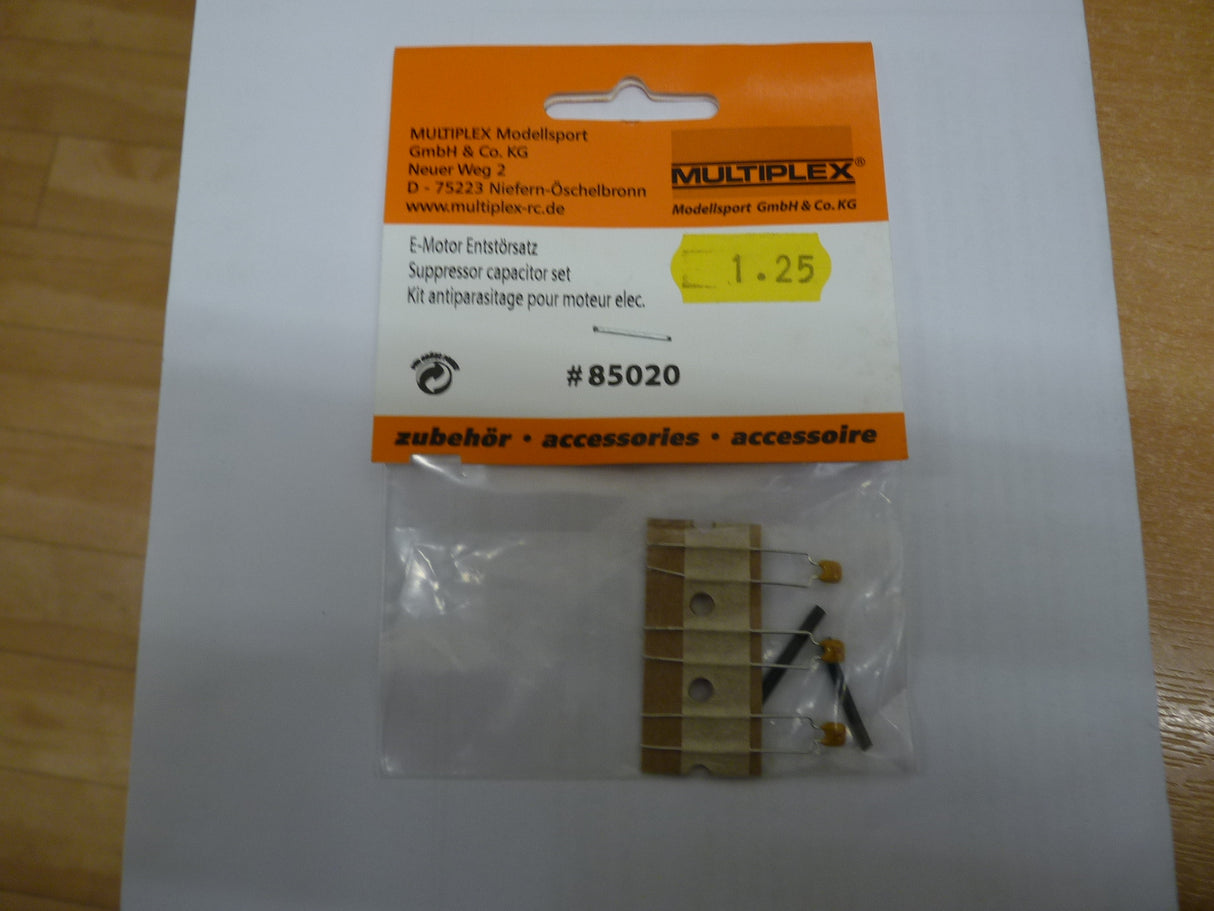 MULTIPLEX Modellsport
GmbH & Co. KG
Neuer Weg 2
D - 75223 Niefern-Öschelbronn
www.multiplex-rc.de
MULTIPLEX®
Modellsport GmbH & Co. KG
E-Motor Entstörsatz
Suppressor capacitor set
Kit antiparasitage pour moteur elec.
1.25
#85020
zubehör • accessories • accessoire